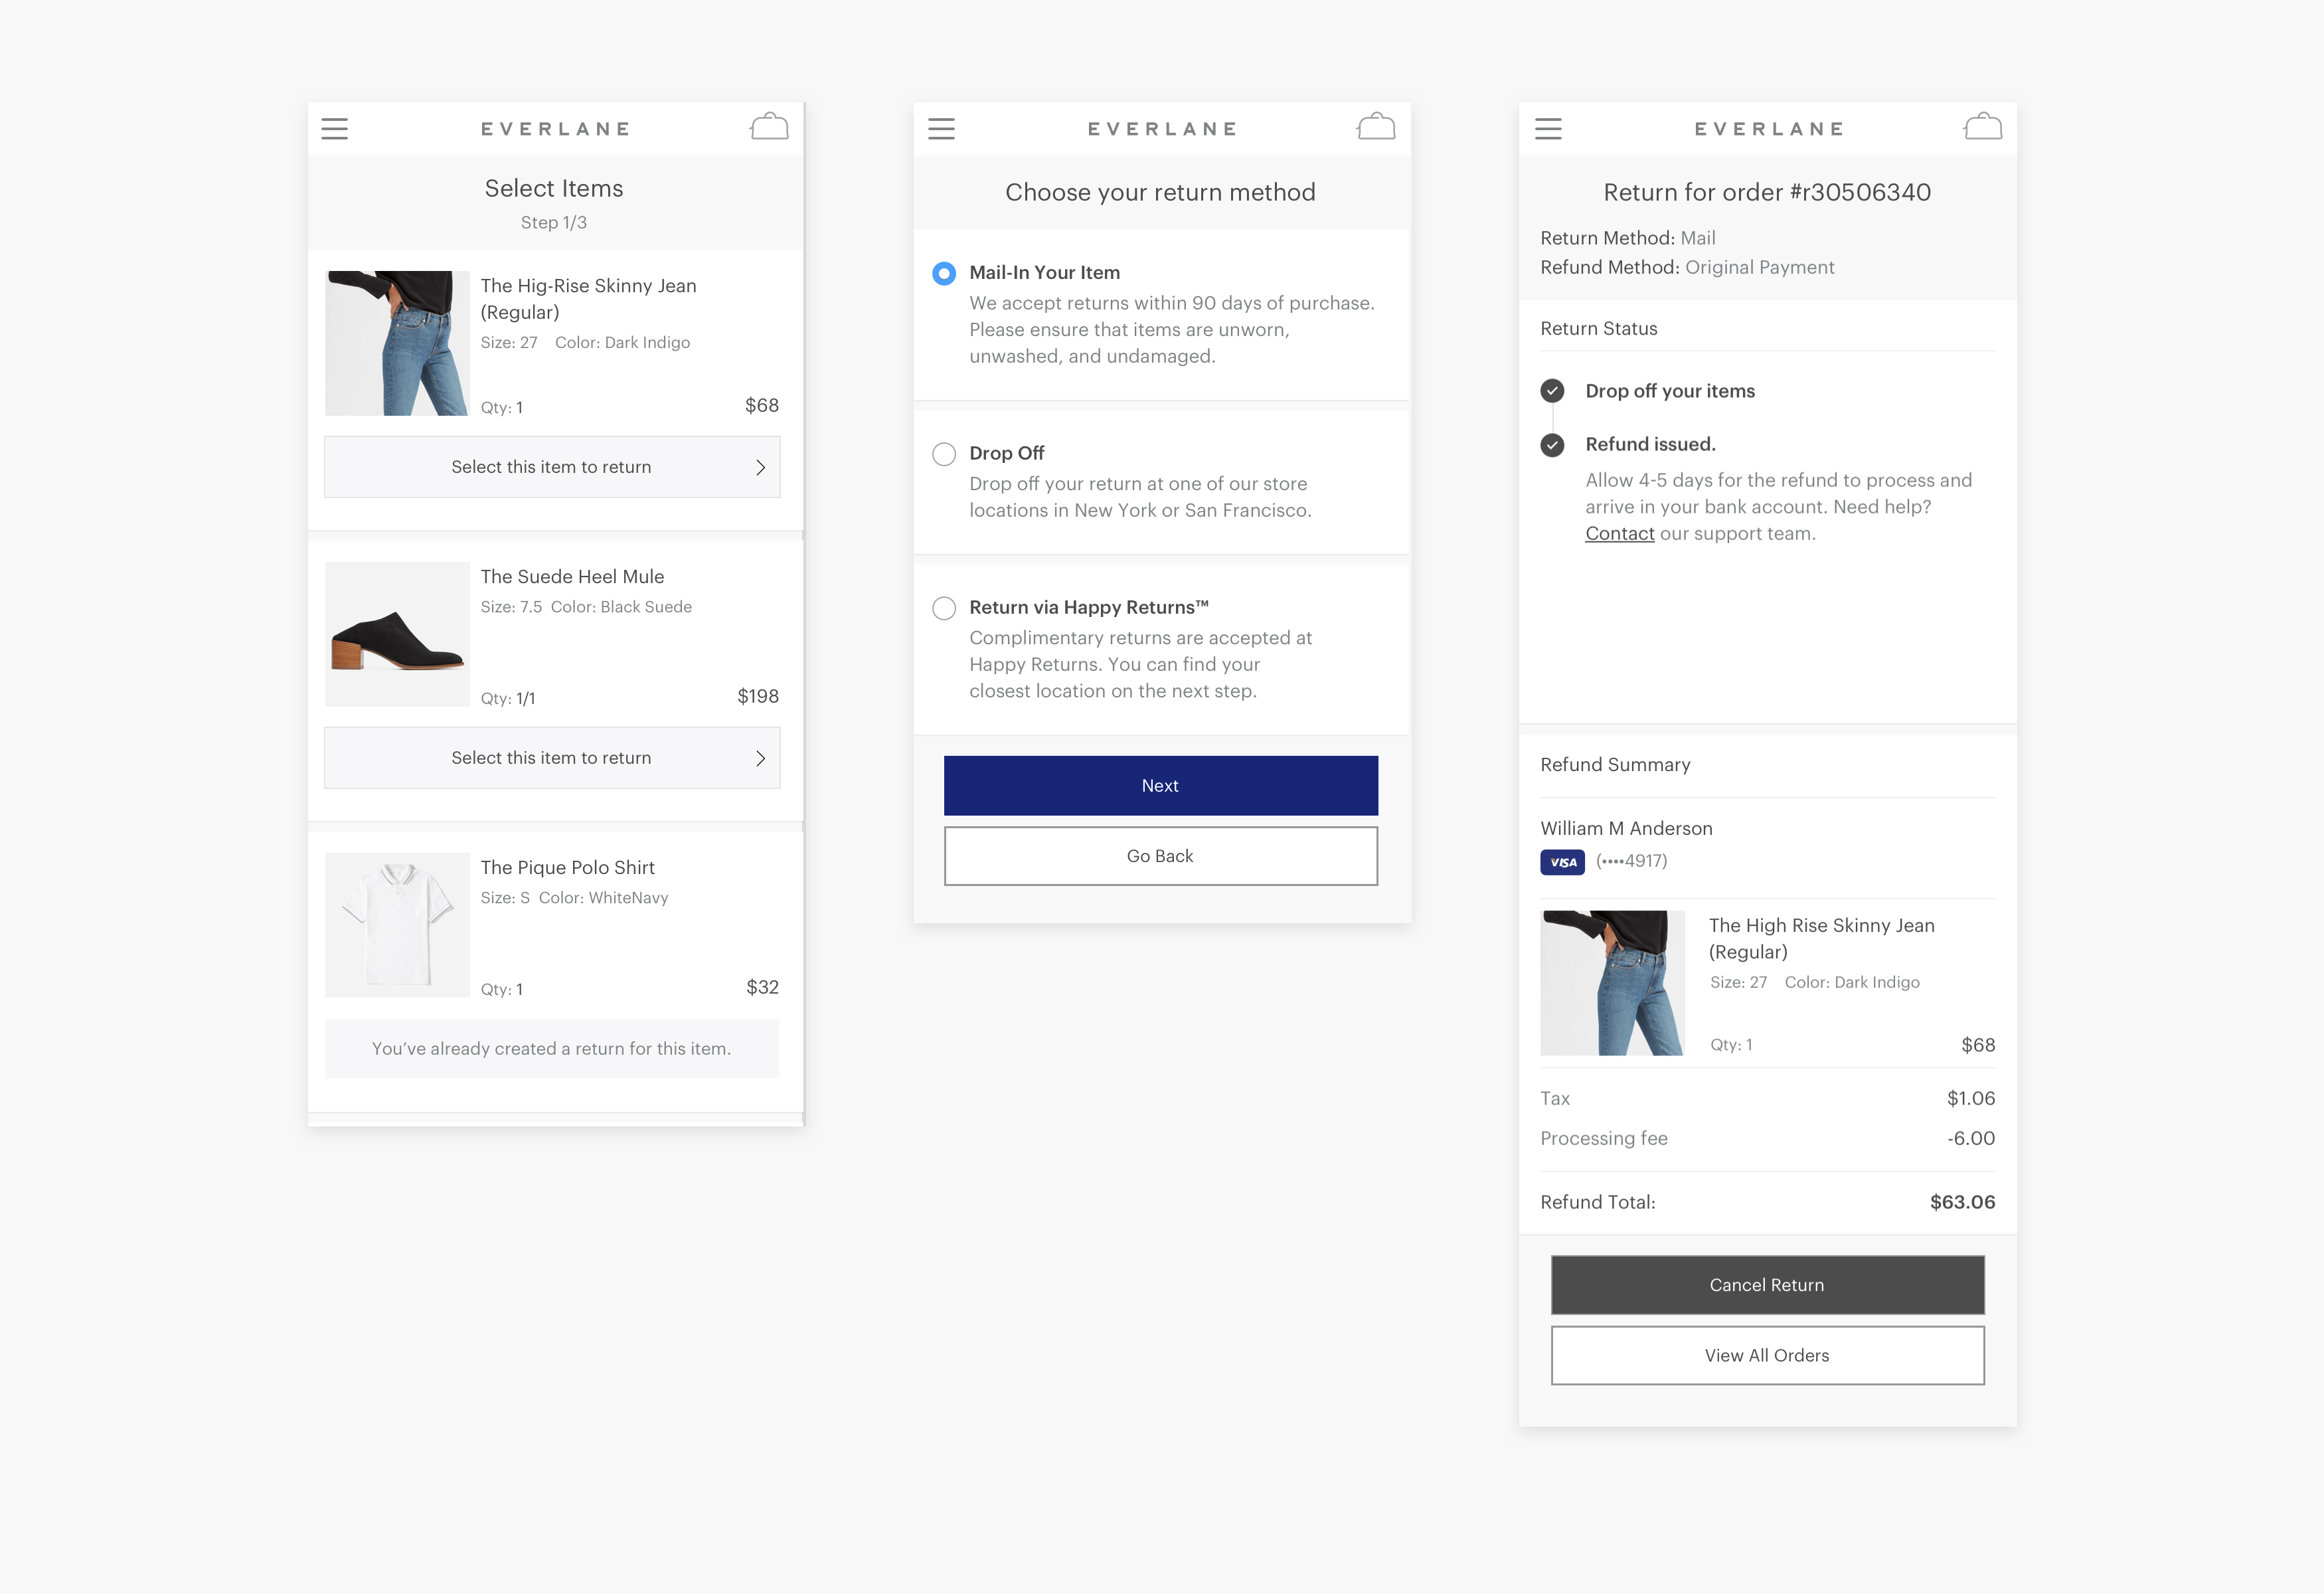 EVERLANE
Select Items
Step 1/3
The Hig-Rise Skinny Jean
(Regular)
Size: 27 Color: Dark Indigo
Qty: 1 $68
Select this item to return
The Suede Heel Mule
Size: 7.5 Color: Black Suede
Qty: 1/1 $198
Select this item to return
The Pique Polo Shirt
Size: S Color: WhiteNavy
Qty: 1 $32
You’ve already created a return for this item.
EVERLANE
Choose your return method
Mail-In Your Item
We accept returns within 90 days of purchase.
Please ensure that items are unworn,
unwashed, and undamaged.
Drop Off
Drop off your return at one of our store
locations in New York or San Francisco.
Return via Happy Returns™
Complimentary returns are accepted at
Happy Returns. You can find your
closest location on the next step.
Next
Go Back
EVERLANE
Return for order #r30506340
Return Method: Mail
Refund Method: Original Payment
Return Status
Drop off your items
Refund issued.
Allow 4-5 days for the refund to process and
arrive in your bank account. Need help?
Contact our support team.
Refund Summary
William M Anderson
VISA (••••4917)
The High Rise Skinny Jean
(Regular)
Size: 27 Color: Dark Indigo
Qty: 1 $68
Tax $1.06
Processing fee -6.00
Refund Total: $63.06
Cancel Return
View All Orders